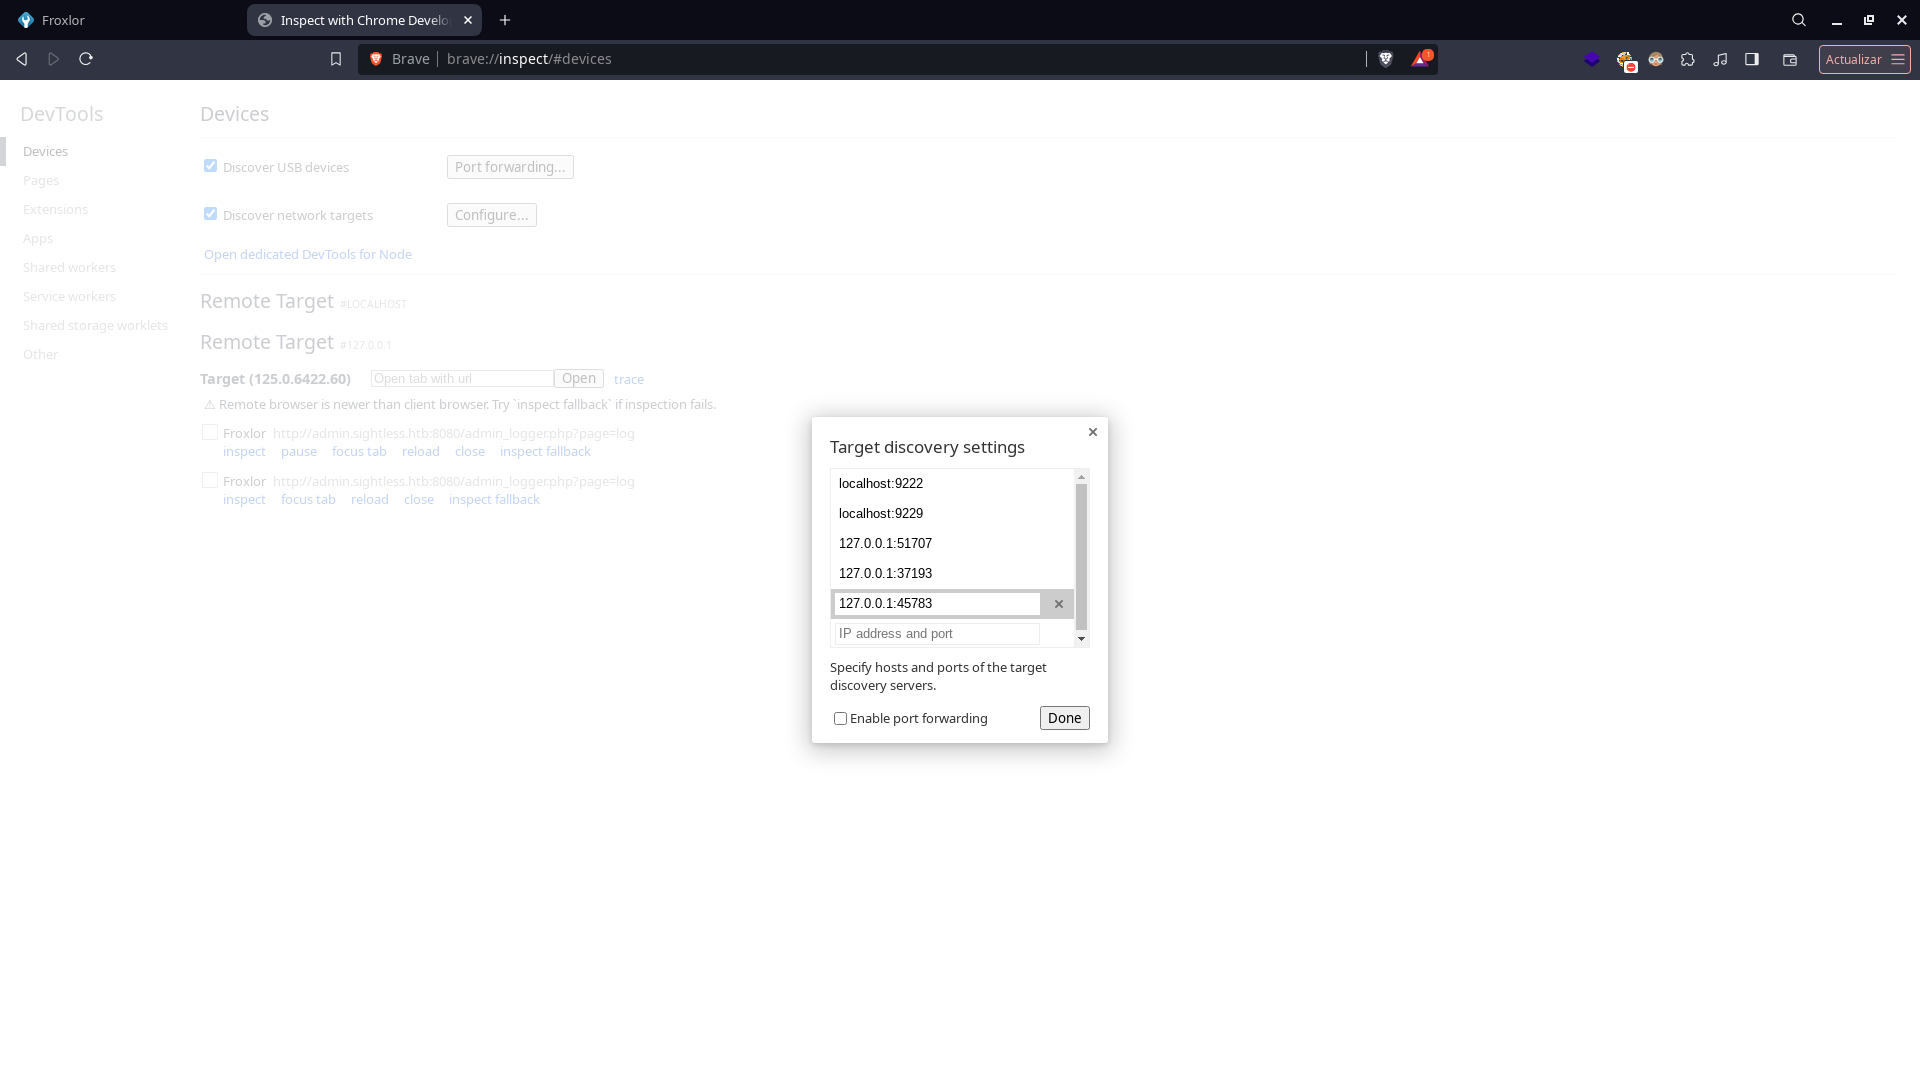 Froxlor
Inspect with Chrome Develo
Brave
brave://inspect/#devices
1
Actualizar
DevTools
Devices
Pages
Extensions
Apps
Shared workers
Service workers
Shared storage worklets
Other
Devices
Discover USB devices
Port forwarding...
Discover network targets
Configure...
Open dedicated DevTools for Node
Remote Target #LOCALHOST
Remote Target #127.0.0.1
Target (125.0.6422.60) Open tab with url Open trace
⚠ Remote browser is newer than client browser. Try `inspect fallback` if inspection fails.
Froxlor http://admin.sightless.htb:8080/admin_logger.php?page=log
inspect pause focus tab reload close inspect fallback
Froxlor http://admin.sightless.htb:8080/admin_logger.php?page=log
inspect focus tab reload close inspect fallback
Target discovery settings
localhost:9222
localhost:9229
127.0.0.1:51707
127.0.0.1:37193
127.0.0.1:45783
IP address and port
Specify hosts and ports of the target
discovery servers.
Enable port forwarding
Done